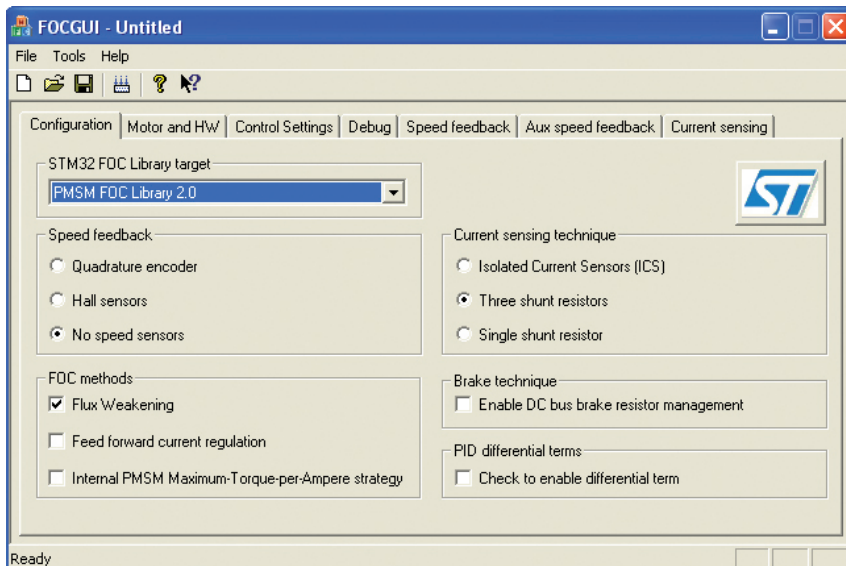 FOCGUI - Untitled
File Tools Help
Configuration Motor and HW Control Settings Debug Speed feedback Aux speed feedback Current sensing
STM32 FOC Library target
PMSM FOC Library 2.0
ST
Speed feedback
Quadrature encoder
Hall sensors
No speed sensors
Current sensing technique
Isolated Current Sensors (ICS)
Three shunt resistors
Single shunt resistor
FOC methods
Flux Weakening
Feed forward current regulation
Internal PMSM Maximum-Torque-per-Ampere strategy
Brake technique
Enable DC bus brake resistor management
PID differential terms
Check to enable differential term
Ready